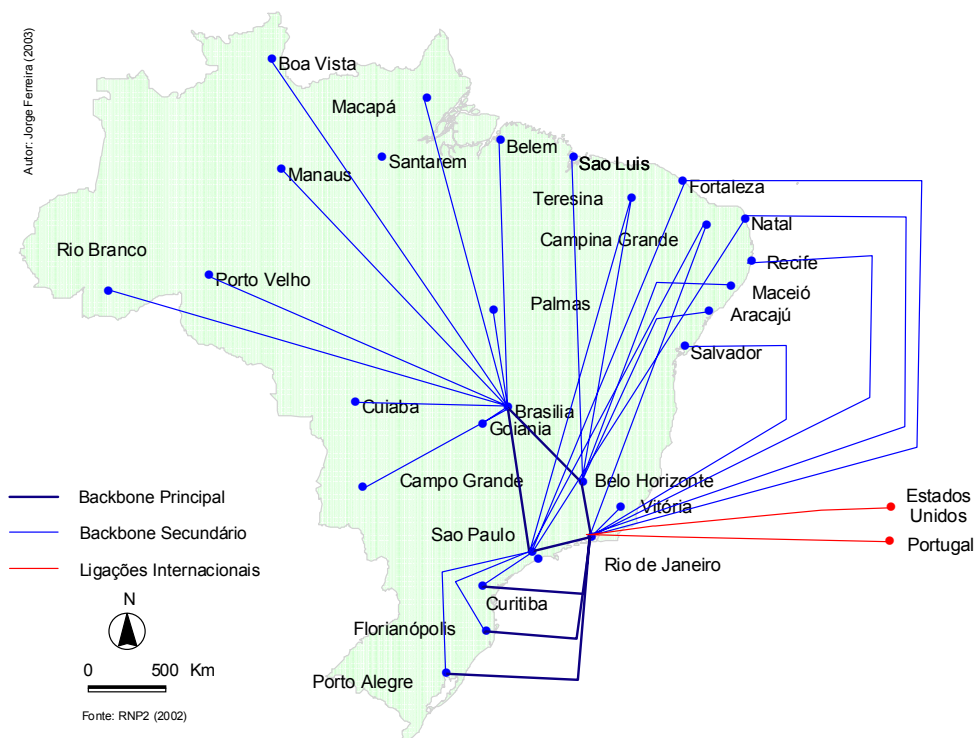 Autor: Jorge Ferreira (2003)
Boa Vista
Macapá
Belem
Santarem
Sao Luis
Manaus
Fortaleza
Teresina
Natal
Campina Grande
Rio Branco
Recife
Porto Velho
Maceió
Palmas
Aracajú
Salvador
Cuiaba
Brasilia
Goiania
Campo Grande
Belo Horizonte
Vitória
Backbone Principal
Backbone Secundário
Ligações Internacionais
Estados
Unidos
Portugal
Sao Paulo
Rio de Janeiro
Curitiba
Florianópolis
Porto Alegre
N
0 500 Km
Fonte: RNP2 (2002)